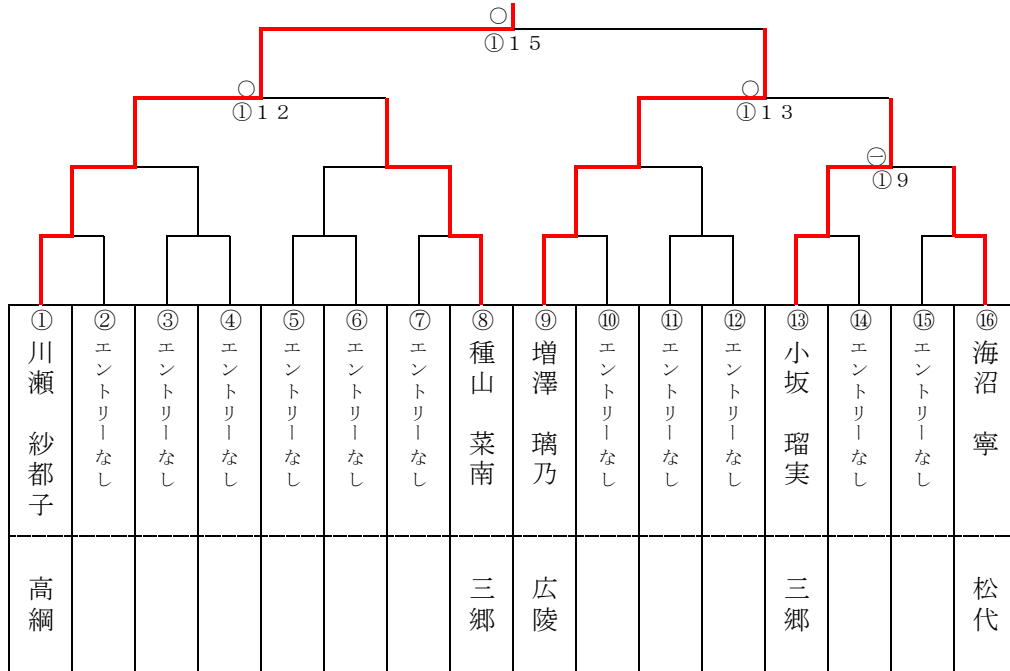 ○
①15
○
①12
○
①13
㊀
①9
①
②
③
④
⑤
⑥
⑦
⑧
⑨
⑩
⑪
⑫
⑬
⑭
⑮
⑯
川瀬 紗都子
エントリーなし
エントリーなし
エントリーなし
エントリーなし
エントリーなし
エントリーなし
種山 菜南
増澤 璃乃
エントリーなし
エントリーなし
エントリーなし
小坂 瑠実
エントリーなし
エントリーなし
海沼 寧
高綱
三郷
広陵
三郷
松代